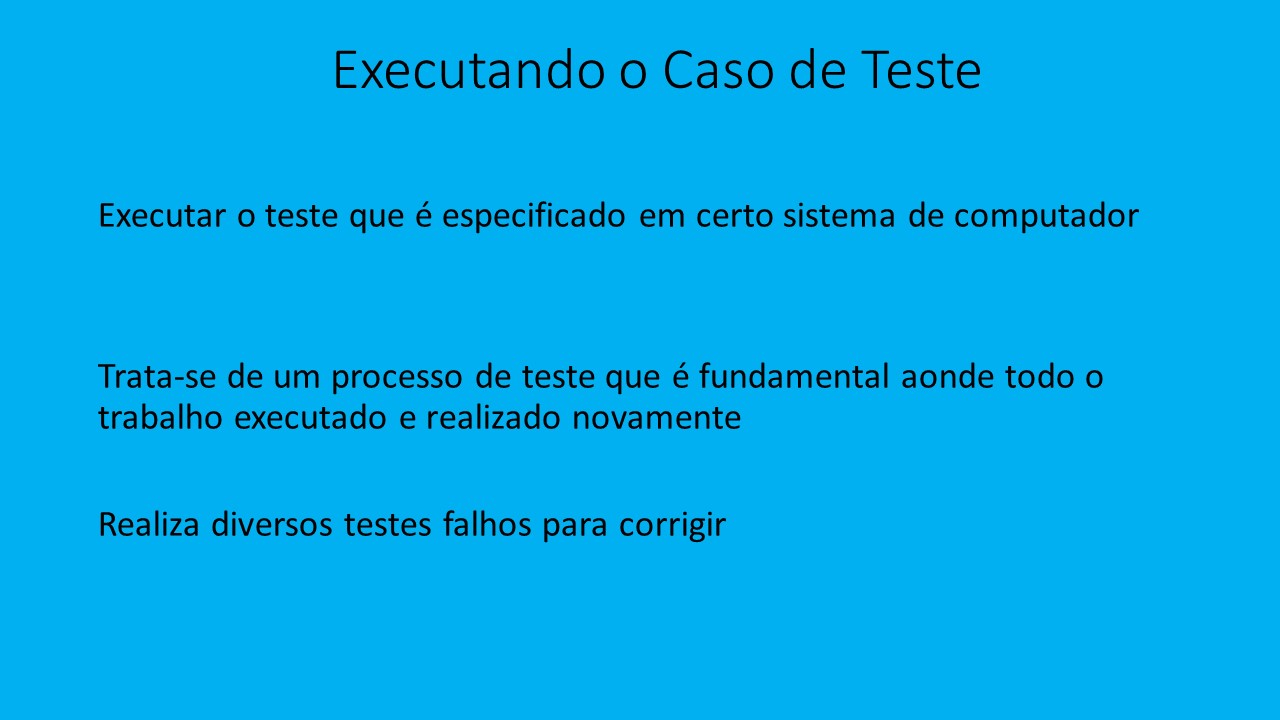 Executando o Caso de Teste
Executar o teste que é especificado em certo sistema de computador
Trata-se de um processo de teste que é fundamental aonde todo o
trabalho executado e realizado novamente
Realiza diversos testes falhos para corrigir